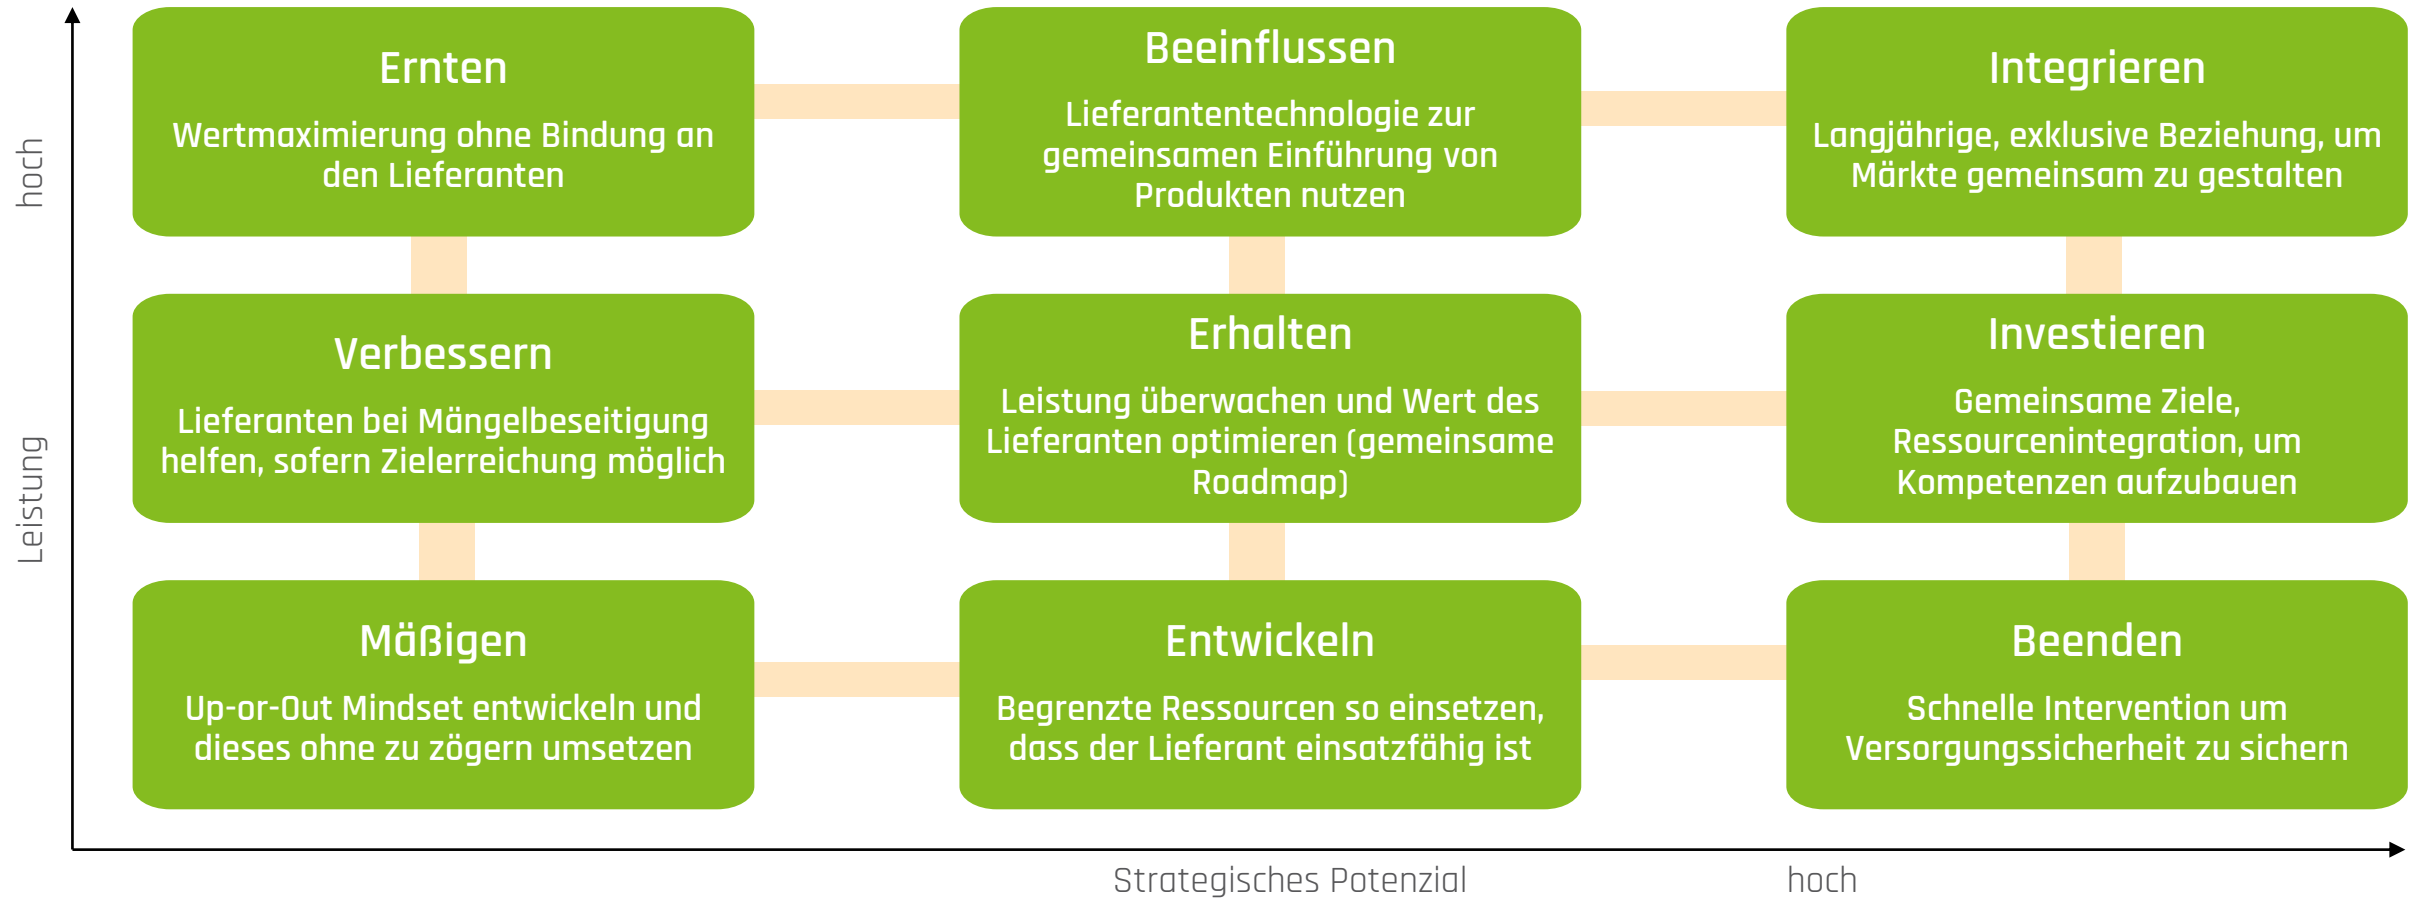 Ernten
Wertmaximierung ohne Bindung an
den Lieferanten
Beeinflussen
Lieferantentechnologie zur
gemeinsamen Einführung von
Produkten nutzen
Integrieren
Langjährige, exklusive Beziehung, um
Märkte gemeinsam zu gestalten
hoch
Verbessern
Lieferanten bei Mängelbeseitigung
helfen, sofern Zielerreichung möglich
Erhalten
Leistung überwachen und Wert des
Lieferanten optimieren (gemeinsame
Roadmap)
Investieren
Gemeinsame Ziele,
Ressourcenintegration, um
Kompetenzen aufzubauen
Leistung
Mäßigen
Up-or-Out Mindset entwickeln und
dieses ohne zu zögern umsetzen
Entwickeln
Begrenzte Ressourcen so einsetzen,
dass der Lieferant einsatzfähig ist
Beenden
Schnelle Intervention um
Versorgungssicherheit zu sichern
Strategisches Potenzial
hoch